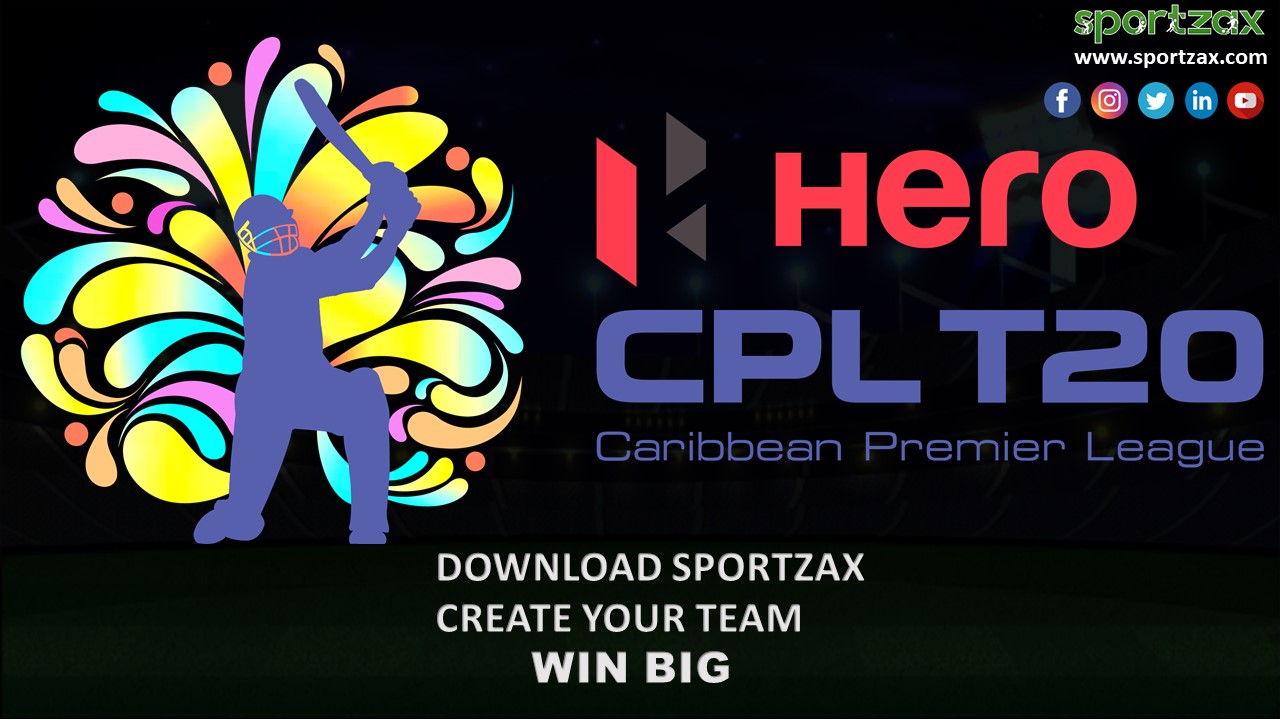 sportzax
www.sportzax.com
Hero
CPL T20
Caribbean Premier League
DOWNLOAD SPORTZAX
CREATE YOUR TEAM
WIN BIG